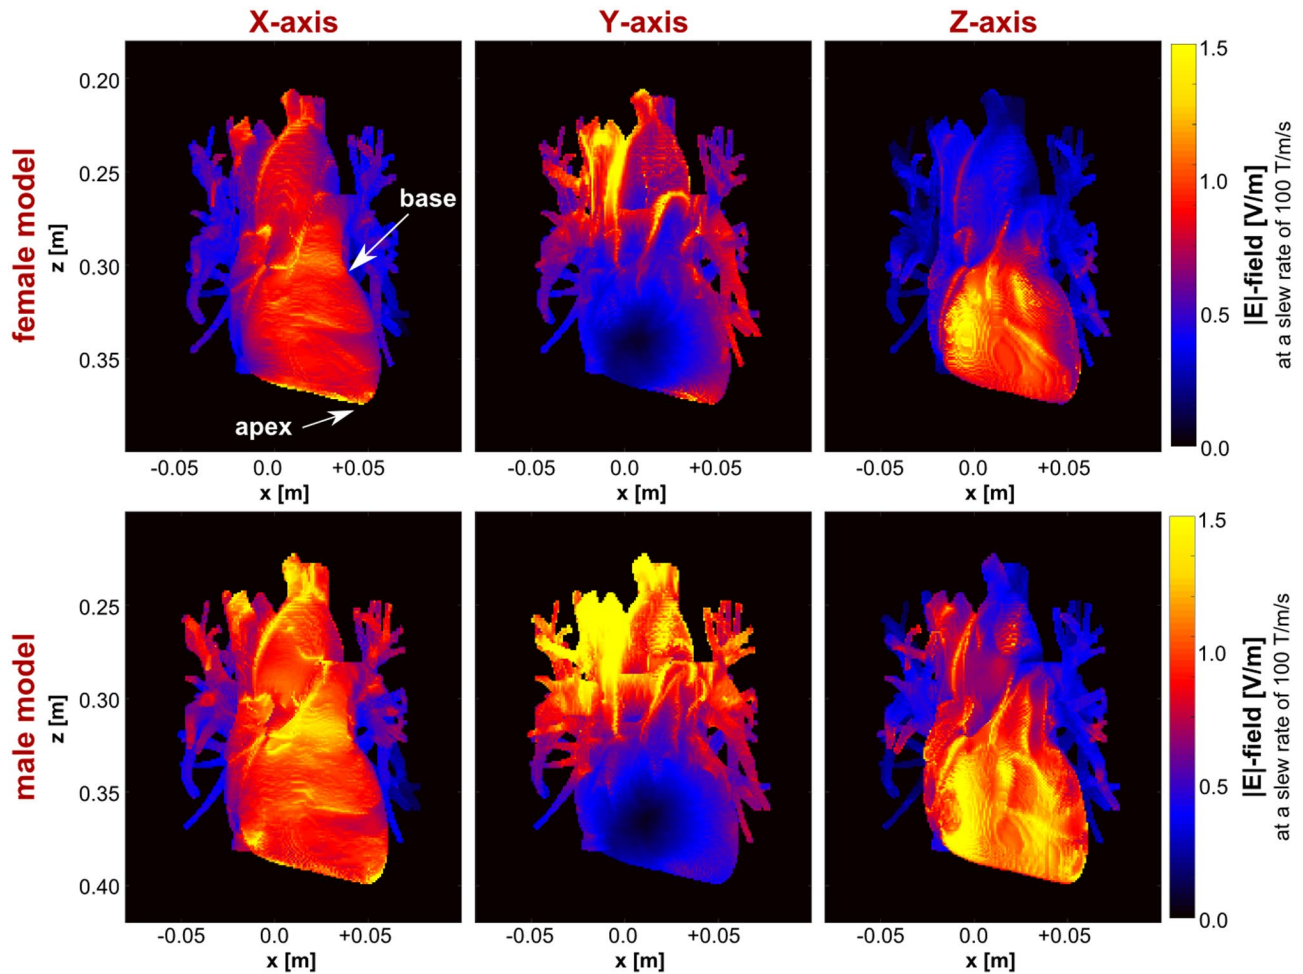 X-axis
Y-axis
Z-axis
female model
z [m]
0.20
0.25
0.30
0.35
base
apex
-0.05 0.0 +0.05
x [m]
-0.05 0.0 +0.05
x [m]
-0.05 0.0 +0.05
x [m]
1.5
1.0
0.5
0.0
|E|-field [V/m]
at a slew rate of 100 T/m/s
male model
z [m]
0.25
0.30
0.35
0.40
-0.05 0.0 +0.05
x [m]
-0.05 0.0 +0.05
x [m]
-0.05 0.0 +0.05
x [m]
1.5
1.0
0.5
0.0
|E|-field [V/m]
at a slew rate of 100 T/m/s